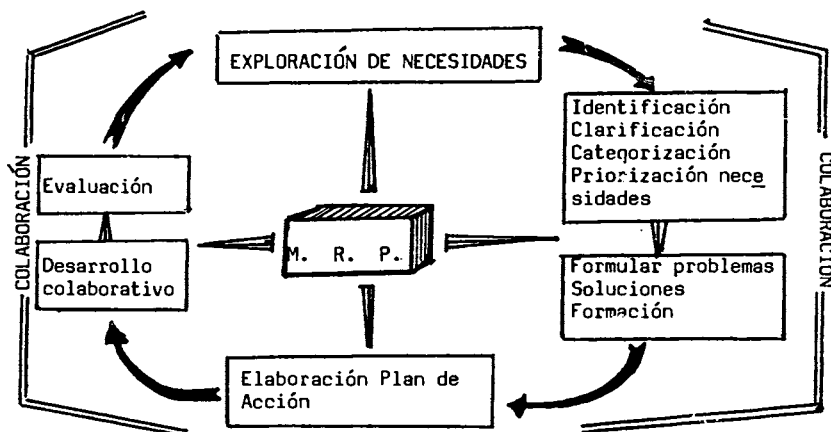 EXPLORACIÓN DE NECESIDADES
Identificación
Clarificación
Categorización
Priorización nece
sidades
COLABORACIÓN
COLABORACIÓN
Evaluación
M. R. P.
Desarrollo
colaborativo
Formular problemas
Soluciones
Formación
Elaboración Plan de
Acción